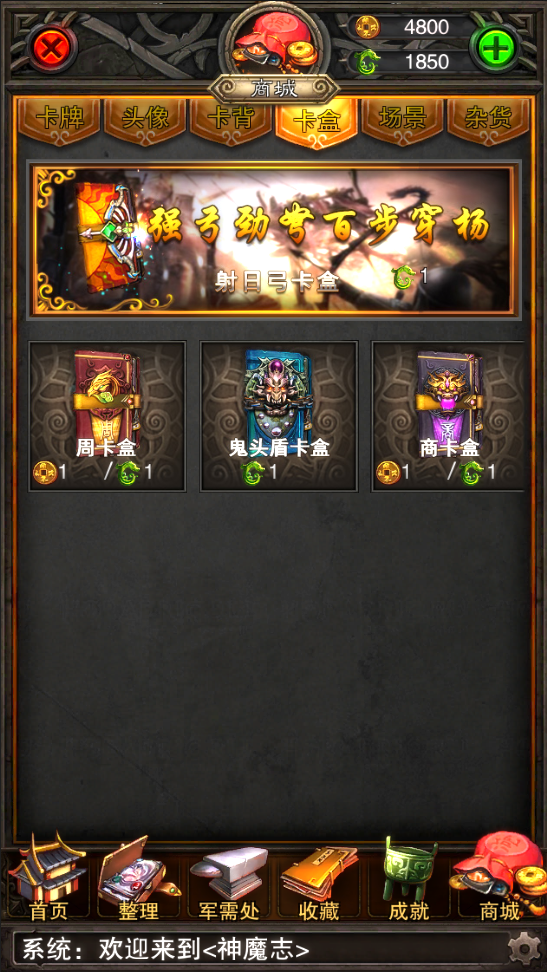 4800
1850
商城
卡牌 头像 卡背 卡盒 场景 杂货
强弓劲弩百步穿杨
射日弓卡盒 1
周 商
周卡盒 鬼头盾卡盒 商卡盒
1 / 1 1 1 / 1
首页 整理 军需处 收藏 成就 商城
系统：欢迎来到<神魔志>